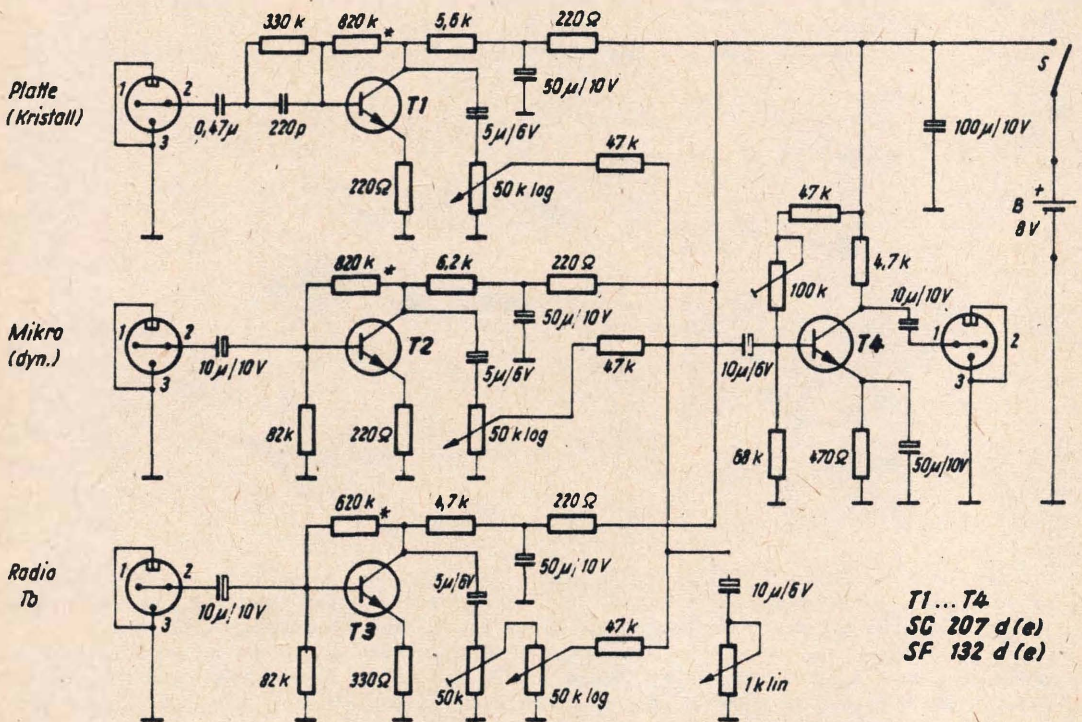 330 k
820 k *
5,6 k
220 Ω
Platte
(Kristall)
1
2
3
0,47µ
220p
T1
50µ/10V
5µ/6V
220Ω
50 k log
47 k
100µ/10V
S
+
B
8V
820 k *
6,2 k
220 Ω
47 k
100 k
4,7 k
Mikro
(dyn.)
1
2
3
10µ/10V
T2
50µ/10V
5µ/6V
47 k
10µ/6V
T4
10µ/10V
1
2
3
82k
220Ω
50 k log
68 k
470Ω
50µ/10V
620 k *
4,7 k
220 Ω
Radio
Tb
1
2
3
10µ/10V
T3
5µ/6V
50µ/10V
10µ/6V
82 k
330Ω
50k
50k log
47 k
1 k lin
T1 ... T4
SC 207 d (e)
SF 132 d (e)